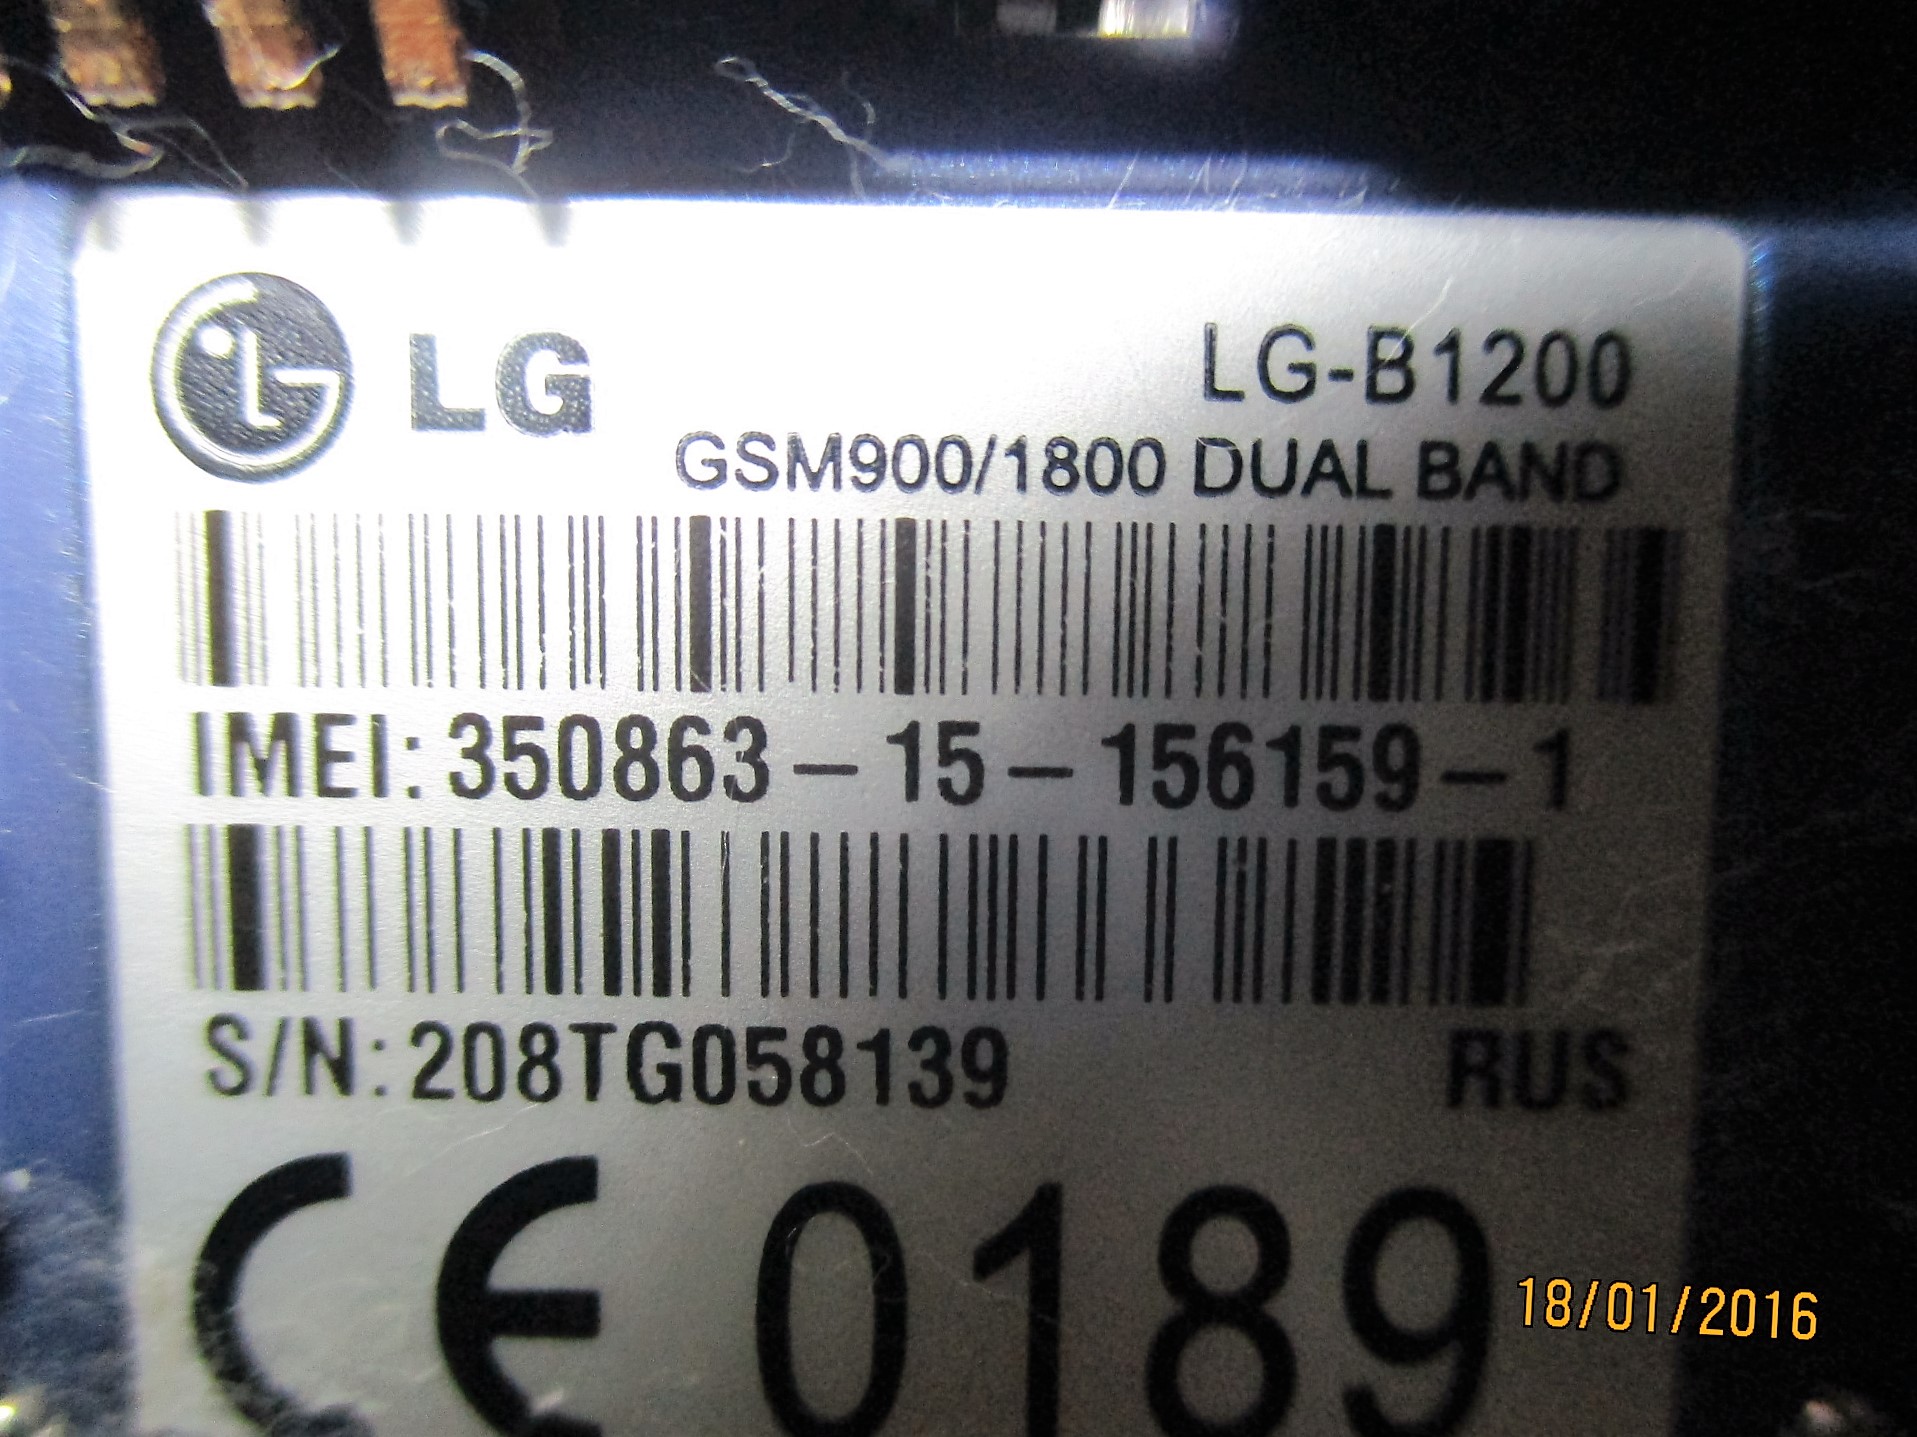 LG LG-B1200
GSM900/1800 DUAL BAND
IMEI: 350863-15-156159-1
S/N: 208TG058139 RUS
CE 0189
18/01/2016